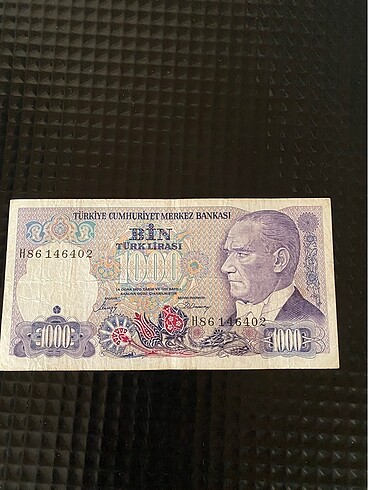 TÜRKİYE CUMHURİYET MERKEZ BANKASI
BİN
TÜRK LİRASI
H86 146402
1000
H86 146402
1000
1000